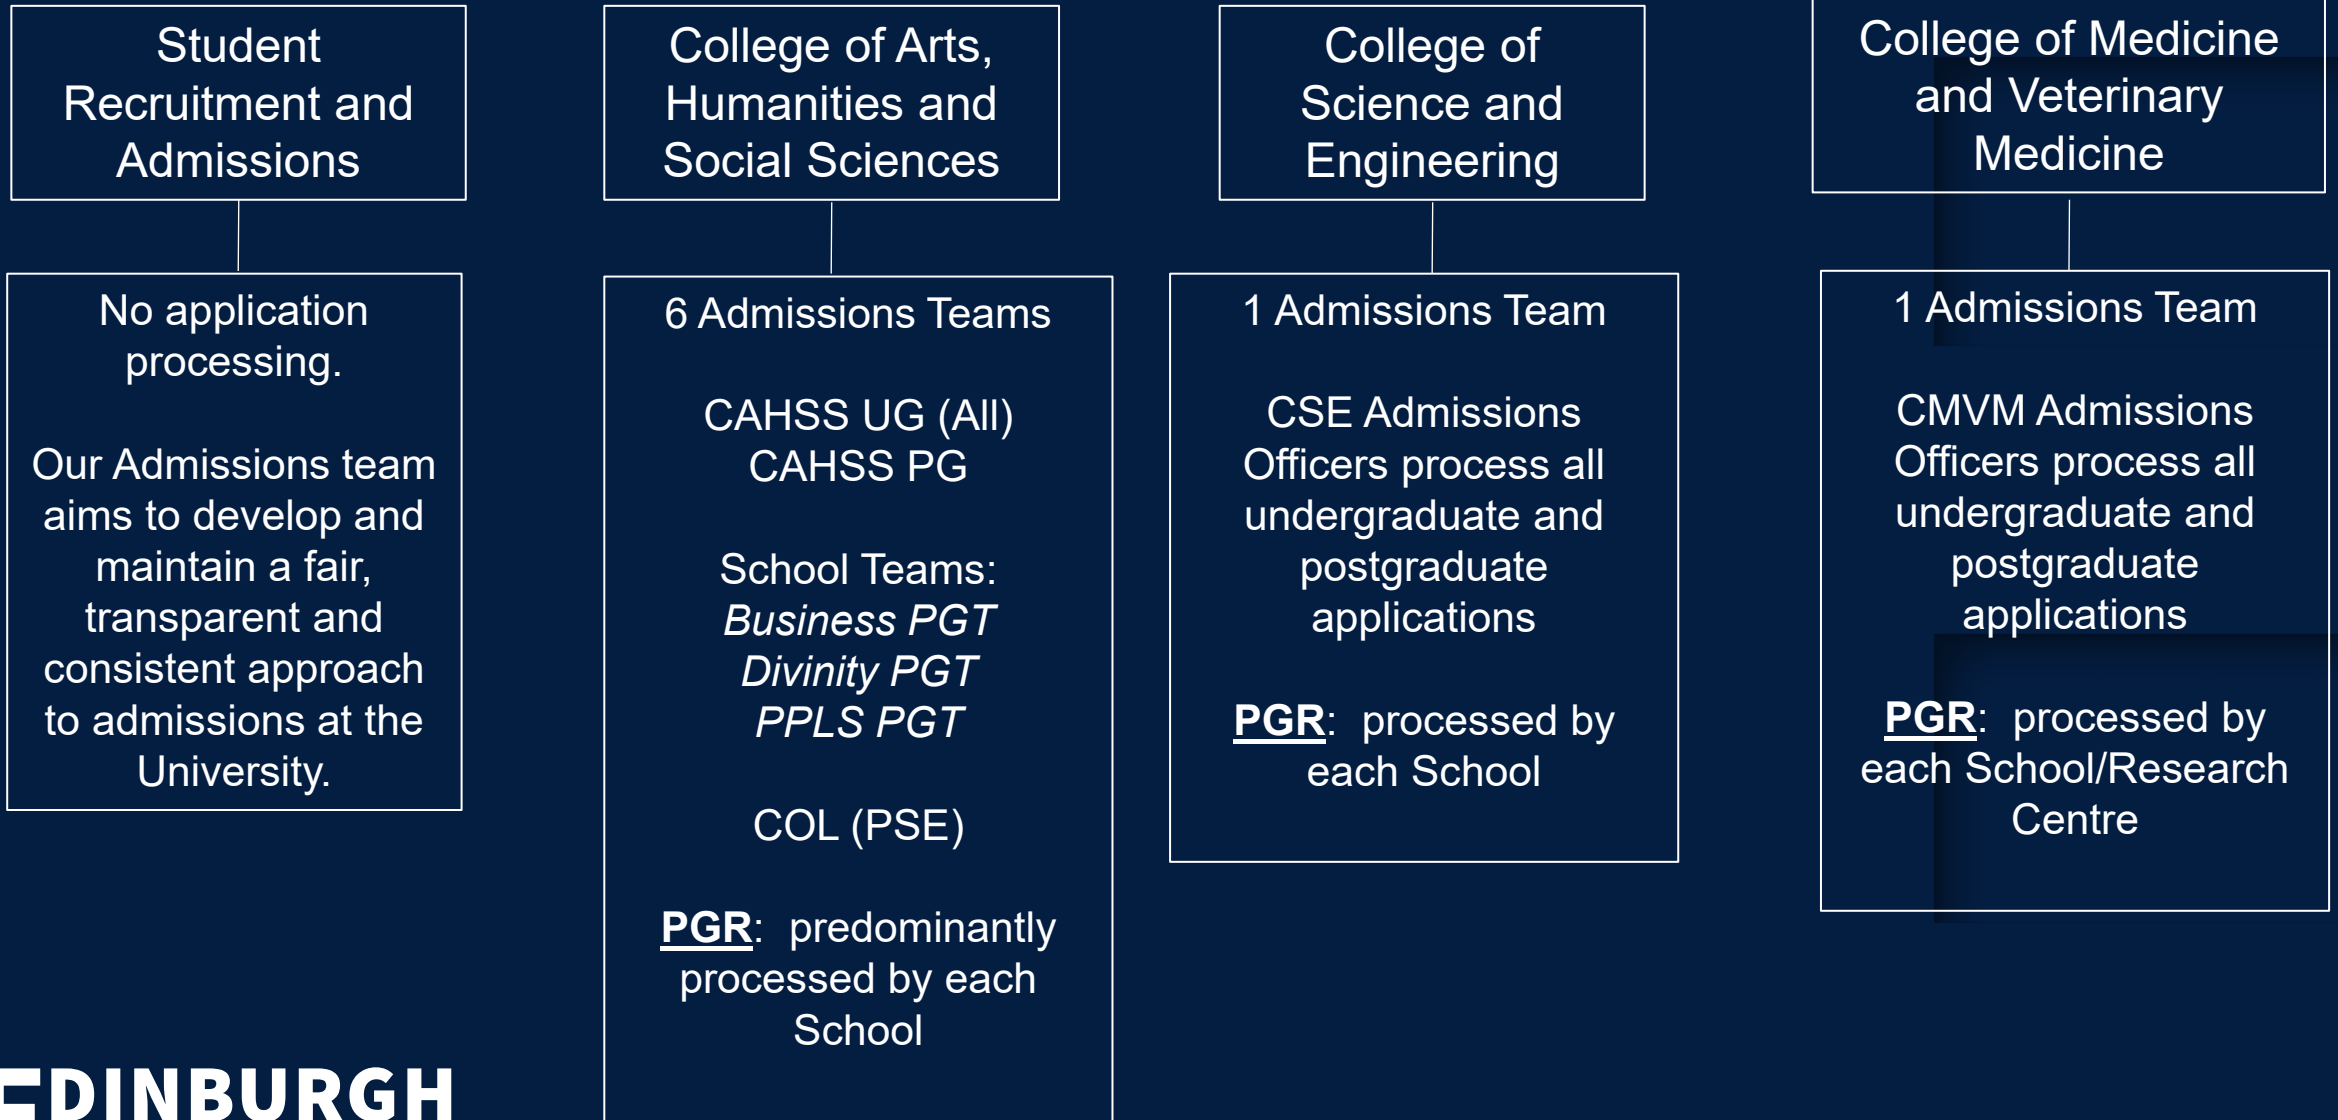 Student
Recruitment and
Admissions
No application
processing.
Our Admissions team
aims to develop and
maintain a fair,
transparent and
consistent approach
to admissions at the
University.
College of Arts,
Humanities and
Social Sciences
6 Admissions Teams
CAHSS UG (All)
CAHSS PG
School Teams:
Business PGT
Divinity PGT
PPLS PGT
COL (PSE)
PGR: predominantly
processed by each
School
College of
Science and
Engineering
1 Admissions Team
CSE Admissions
Officers process all
undergraduate and
postgraduate
applications
PGR: processed by
each School
College of Medicine
and Veterinary
Medicine
1 Admissions Team
CMVM Admissions
Officers process all
undergraduate and
postgraduate
applications
PGR: processed by
each School/Research
Centre
EDINBURGH